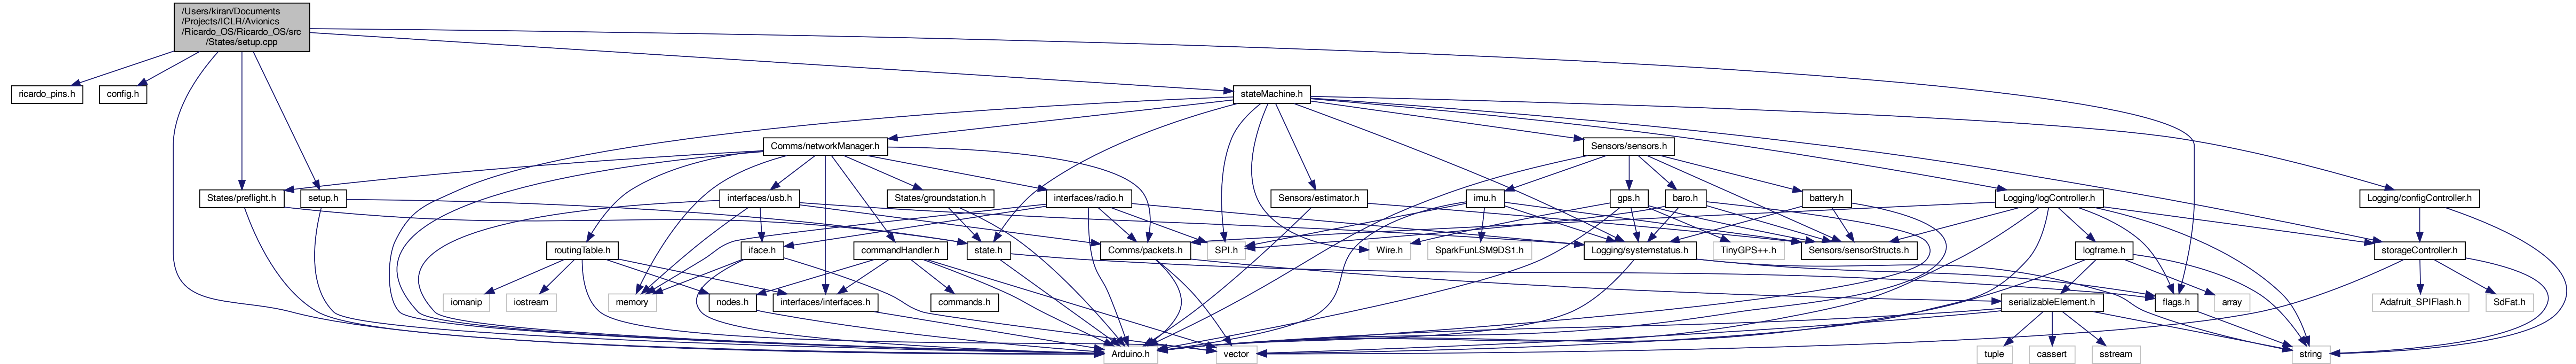 /Users/kiran/Documents
/Projects/ICLR/Avionics
/Ricardo_OS/Ricardo_OS/src
/States/setup.cpp
ricardo_pins.h
config.h
stateMachine.h
Comms/networkManager.h
Sensors/sensors.h
States/preflight.h
setup.h
interfaces/usb.h
States/groundstation.h
interfaces/radio.h
Sensors/estimator.h
imu.h
gps.h
baro.h
battery.h
Logging/logController.h
Logging/configController.h
routingTable.h
iface.h
commandHandler.h
state.h
Comms/packets.h
SPI.h
Wire.h
SparkFunLSM9DS1.h
Logging/systemstatus.h
TinyGPS++.h
Sensors/sensorStructs.h
logframe.h
storageController.h
iomanip
iostream
memory
nodes.h
interfaces/interfaces.h
commands.h
serializableElement.h
flags.h
array
Adafruit_SPIFlash.h
SdFat.h
Arduino.h
vector
tuple
cassert
sstream
string